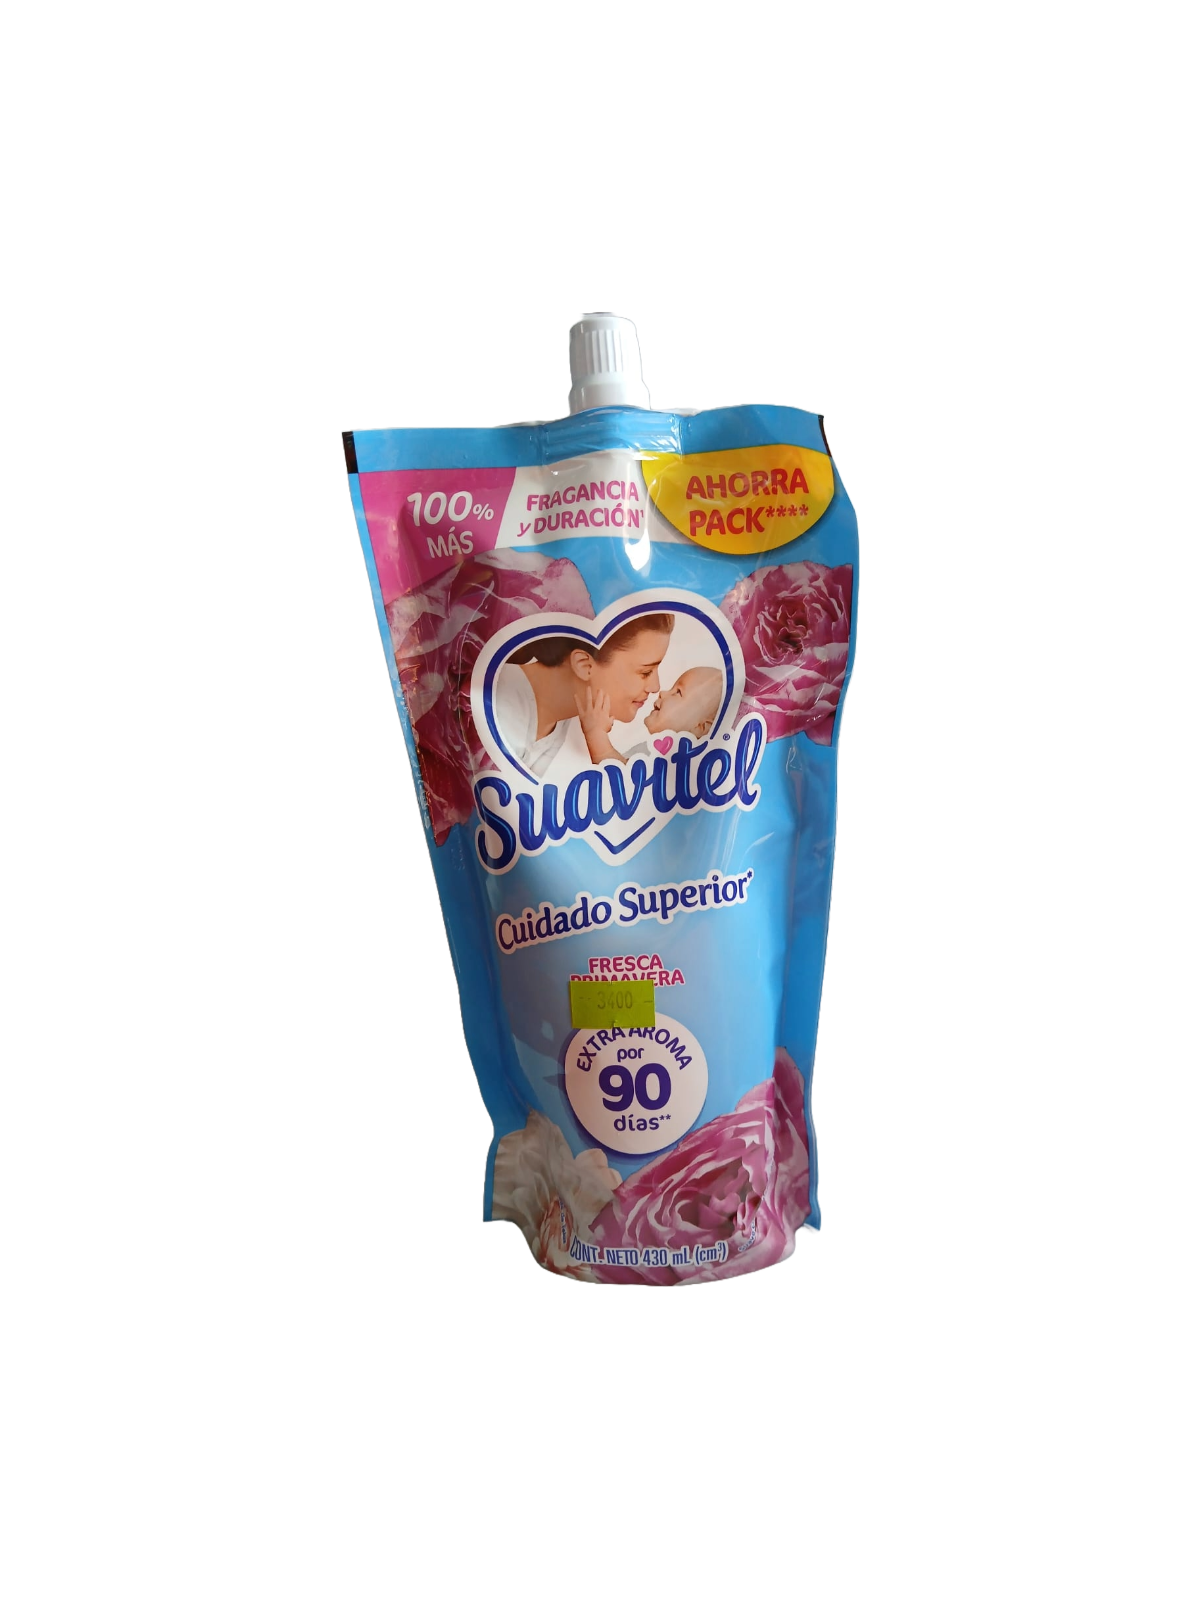 100%
MÁS
FRAGANCIA
y DURACIÓN*
AHORRA
PACK****
Suavitel®
Cuidado Superior*
FRESCA
PRIMAVERA
3400
EXTRA AROMA
por
90
días**
CONT. NETO 430 mL (cm³)